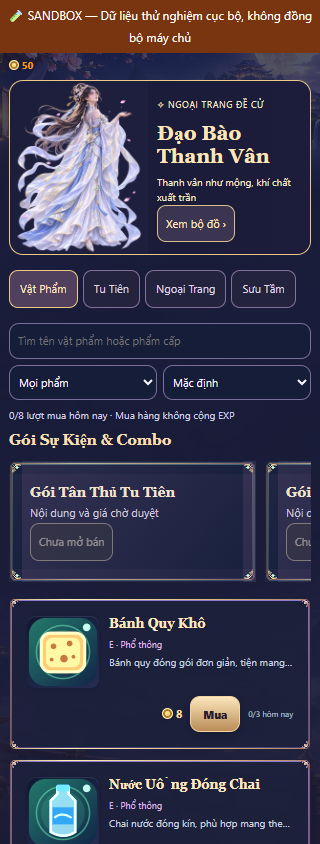 🧪 SANDBOX — Dữ liệu thử nghiệm cục bộ, không đồng
bộ máy chủ
50
✧ NGOẠI TRANG ĐỀ CỬ
Đạo Bào
Thanh Vân
Thanh vân như mộng, khí chất
xuất trần
Xem bộ đồ ›
Vật Phẩm
Tu Tiên
Ngoại Trang
Sưu Tầm
Tìm tên vật phẩm hoặc phẩm cấp
Mọi phẩm
Mặc định
0/8 lượt mua hôm nay · Mua hàng không cộng EXP
Gói Sự Kiện & Combo
Gói Tân Thủ Tu Tiên
Nội dung và giá chờ duyệt
Chưa mở bán
Gói
Nội d
Chu
Bánh Quy Khô
E · Phổ thông
Bánh quy đóng gói đơn giản, tiện mang...
8
Mua
0/3 hôm nay
Nước Uống Đóng Chai
E · Phổ thông
Chai nước đóng kín, phù hợp mang the...